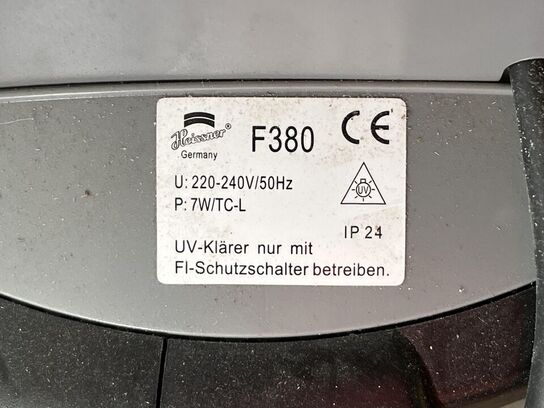 Heissner®
Germany
F380
CE
U: 220-240V/50Hz
P: 7W/TC-L
UV
IP 24
UV-Klärer nur mit
FI-Schutzschalter betreiben.